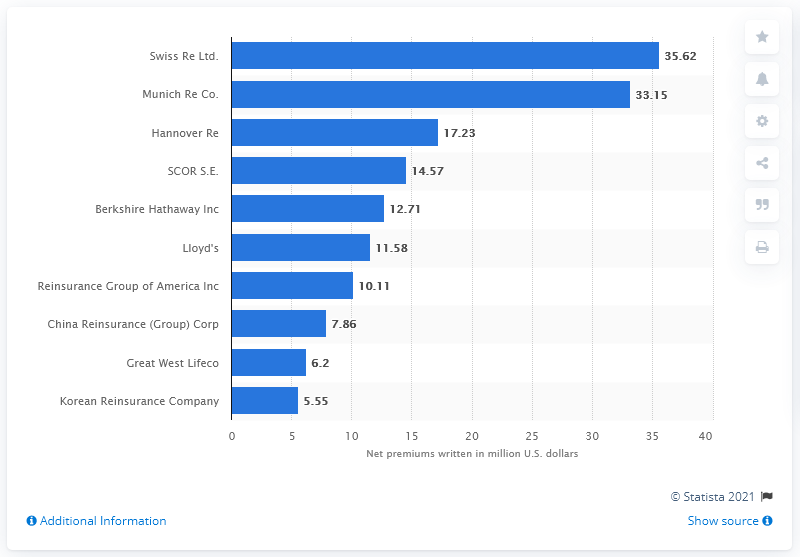 Swiss Re Ltd. 35.62
Munich Re Co. 33.15
Hannover Re 17.23
SCOR S.E. 14.57
Berkshire Hathaway Inc 12.71
Lloyd's 11.58
Reinsurance Group of America Inc 10.11
China Reinsurance (Group) Corp 7.86
Great West Lifeco 6.2
Korean Reinsurance Company 5.55
0 5 10 15 20 25 30 35 40
Net premiums written in million U.S. dollars
© Statista 2021
Additional Information Show source